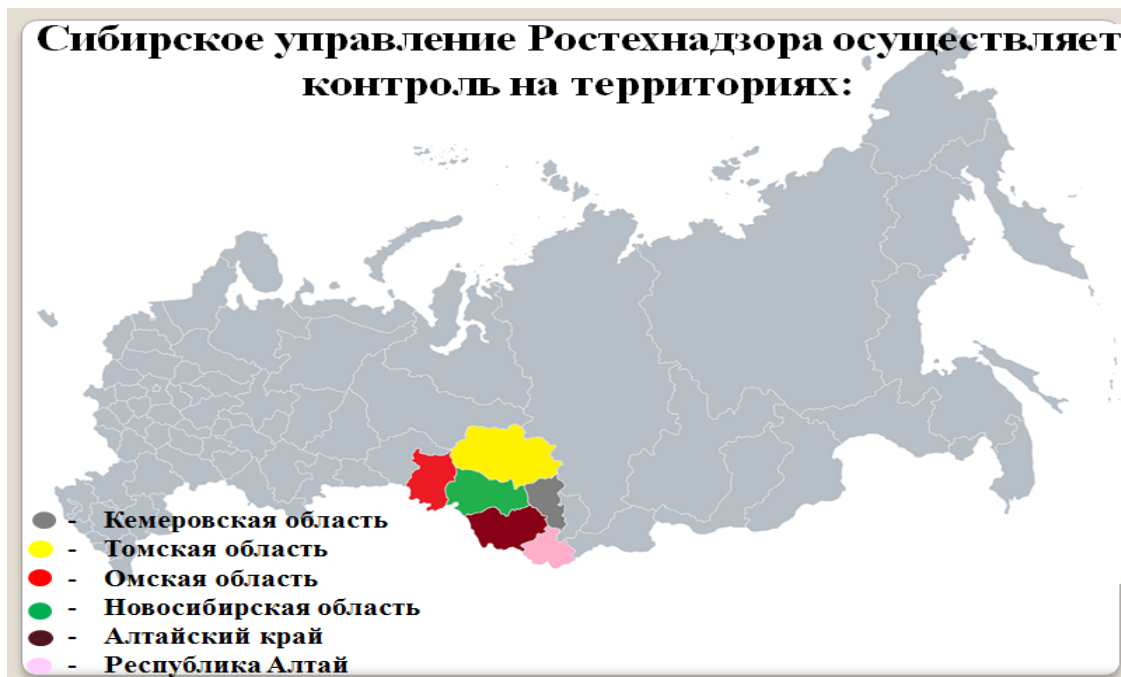 Сибирское управление Ростехнадзора осуществляет
контроль на территориях:
- Кемеровская область
- Томская область
- Омская область
- Новосибирская область
- Алтайский край
- Республика Алтай